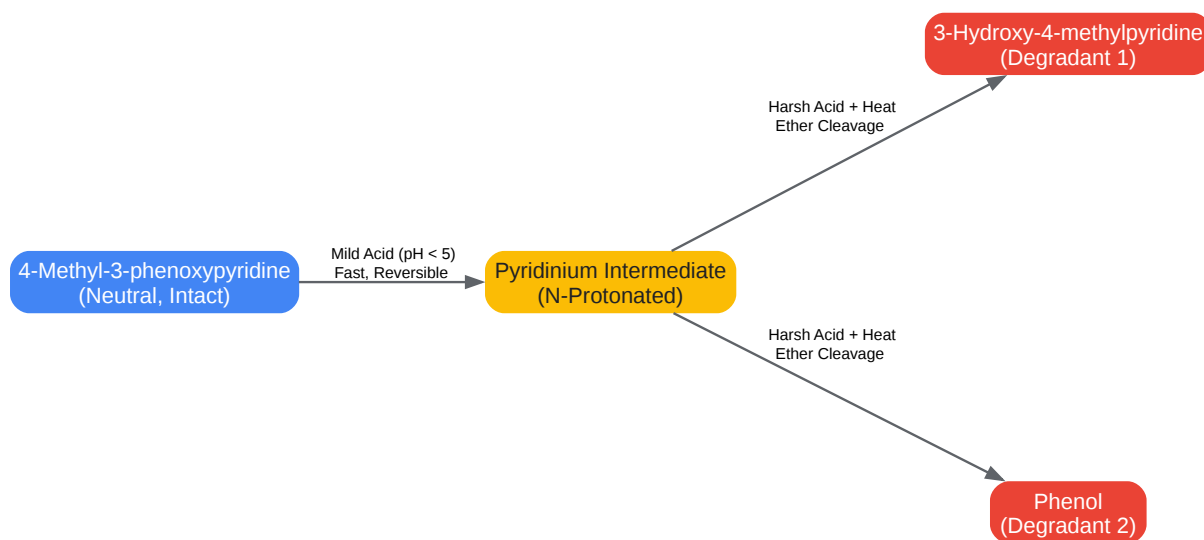 3-Hydroxy-4-methylpyridine
(Degradant 1)
Harsh Acid + Heat
Ether Cleavage
4-Methyl-3-phenoxypyridine
(Neutral, Intact)
Mild Acid (pH < 5)
Fast, Reversible
Pyridinium Intermediate
(N-Protonated)
Harsh Acid + Heat
Ether Cleavage
Phenol
(Degradant 2)